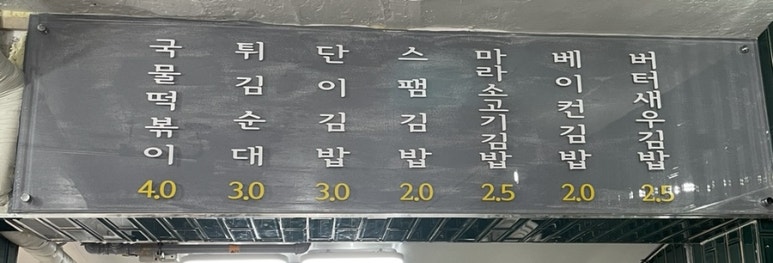 국물떡볶이
4.0
튀김순대
3.0
단이김밥
3.0
스팸김밥
2.0
마라소고기김밥
2.5
베이컨김밥
2.0
버터새우김밥
2.5